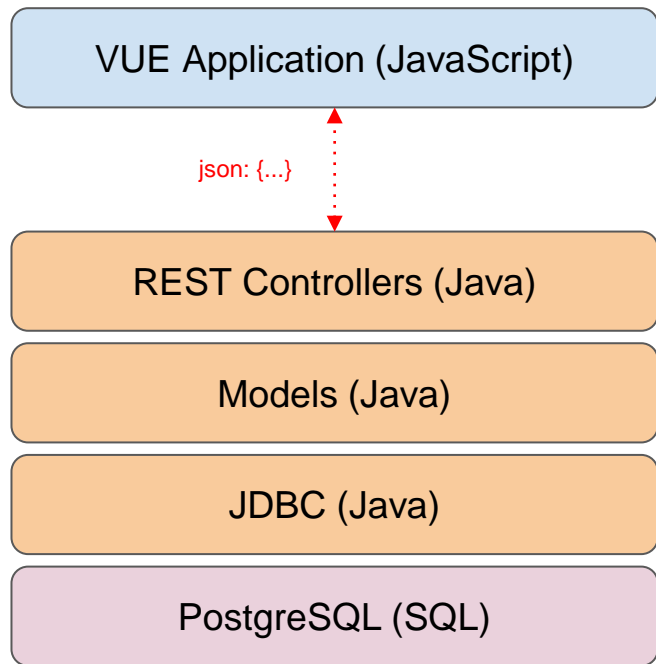 VUE Application (JavaScript)
json: {...}
REST Controllers (Java)
Models (Java)
JDBC (Java)
PostgreSQL (SQL)